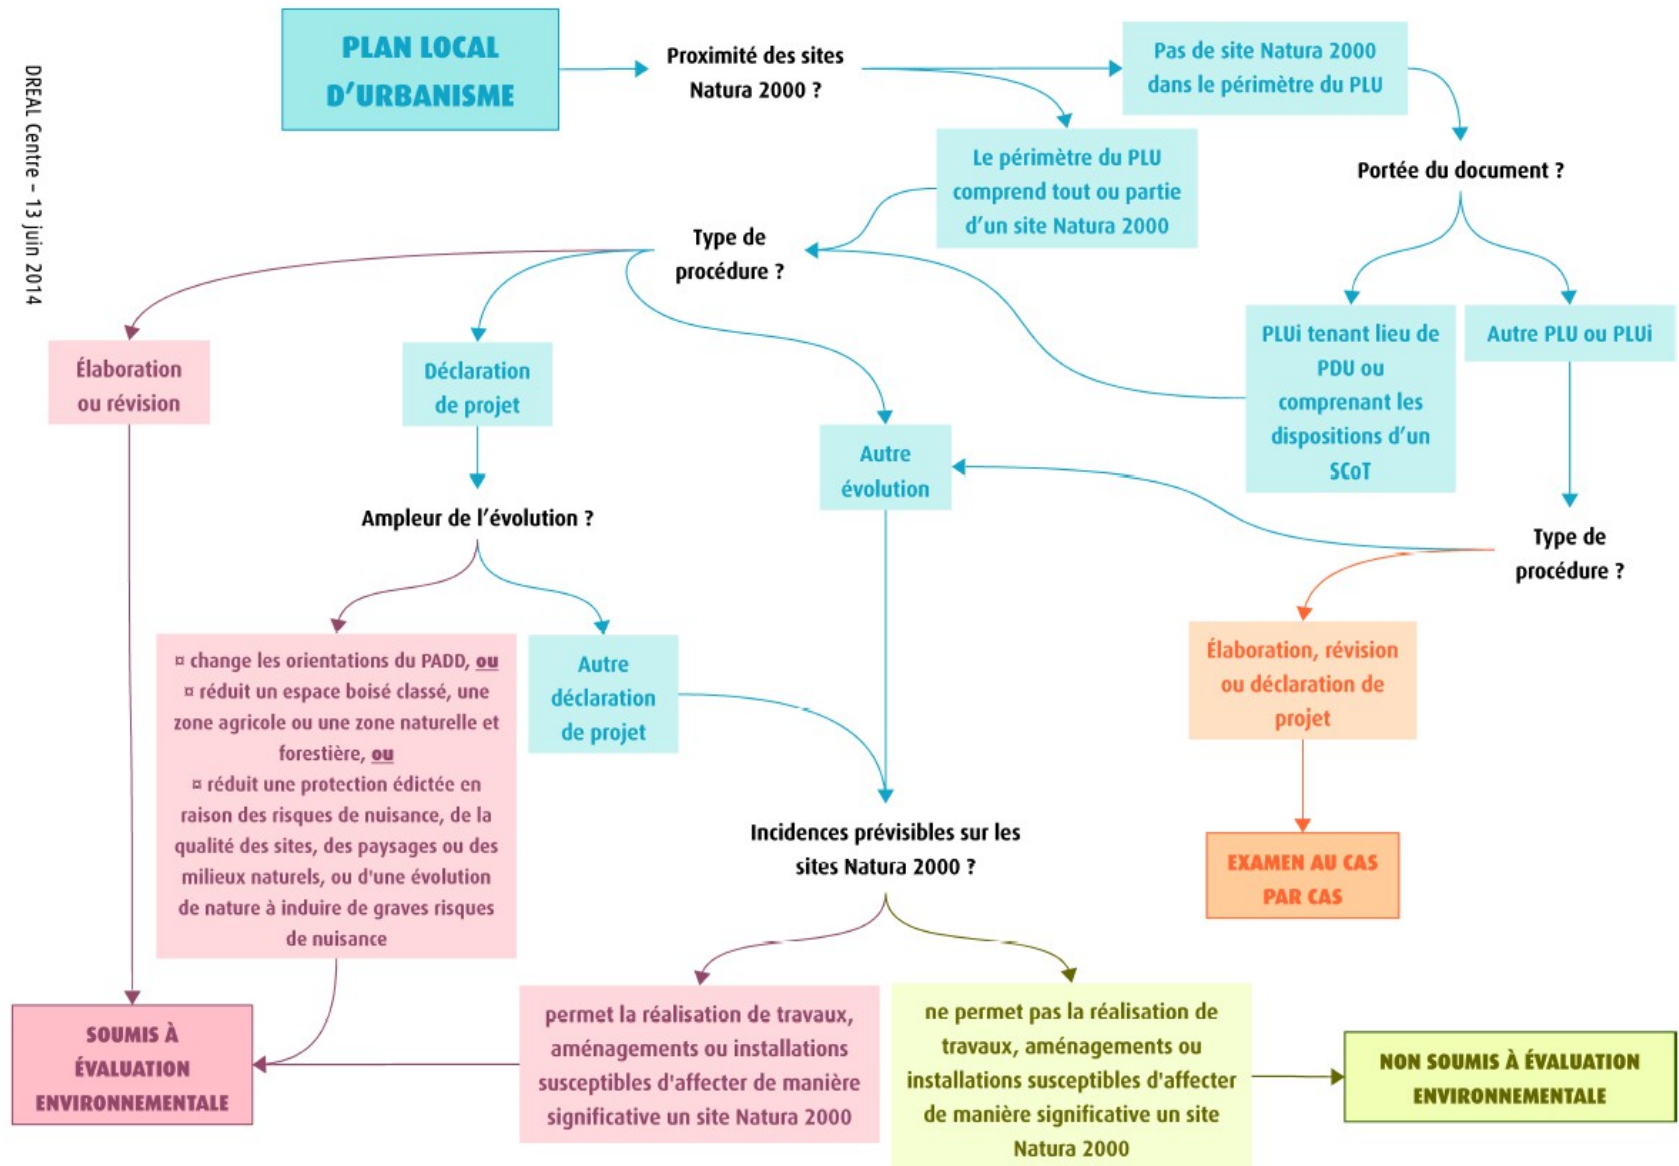 PLAN LOCAL
D'URBANISME
Proximité des sites
Natura 2000 ?
Pas de site Natura 2000
dans le périmètre du PLU
DREAL Centre – 13 juin 2014
Le périmètre du PLU
comprend tout ou partie
d'un site Natura 2000
Portée du document ?
Type de
procédure ?
Élaboration
ou révision
Déclaration
de projet
PLUi tenant lieu de
PDU ou
comprenant les
dispositions d'un
SCoT
Autre PLU ou PLUi
Autre
évolution
Ampleur de l'évolution ?
Type de
procédure ?
¤ change les orientations du PADD, ou
¤ réduit un espace boisé classé, une
zone agricole ou une zone naturelle et
forestière, ou
¤ réduit une protection édictée en
raison des risques de nuisance, de la
qualité des sites, des paysages ou des
milieux naturels, ou d'une évolution
de nature à induire de graves risques
de nuisance
Autre
déclaration
de projet
Élaboration, révision
ou déclaration de
projet
Incidences prévisibles sur les
sites Natura 2000 ?
EXAMEN AU CAS
PAR CAS
SOUMIS À
ÉVALUATION
ENVIRONNEMENTALE
permet la réalisation de travaux,
aménagements ou installations
susceptibles d'affecter de manière
significative un site Natura 2000
ne permet pas la réalisation de
travaux, aménagements ou
installations susceptibles d'affecter
de manière significative un site
Natura 2000
NON SOUMIS À ÉVALUATION
ENVIRONNEMENTALE